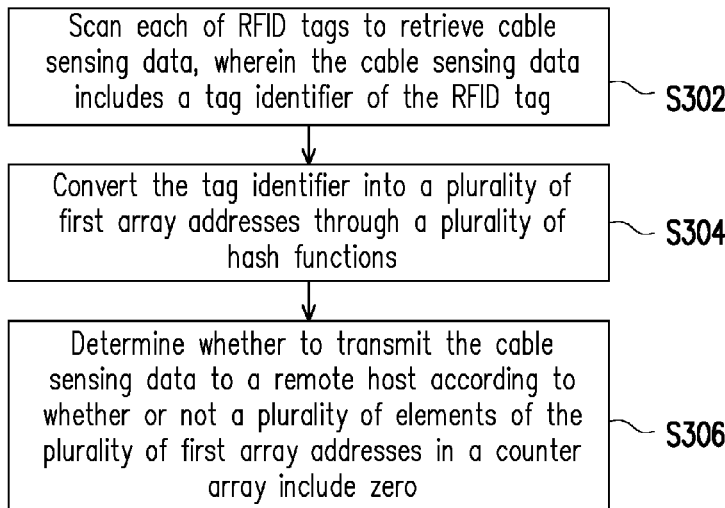 Scan each of RFID tags to retrieve cable
sensing data, wherein the cable sensing data
includes a tag identifier of the RFID tag
S302
Convert the tag identifier into a plurality of
first array addresses through a plurality of
hash functions
S304
Determine whether to transmit the cable
sensing data to a remote host according to
whether or not a plurality of elements of the
plurality of first array addresses in a counter
array include zero
S306